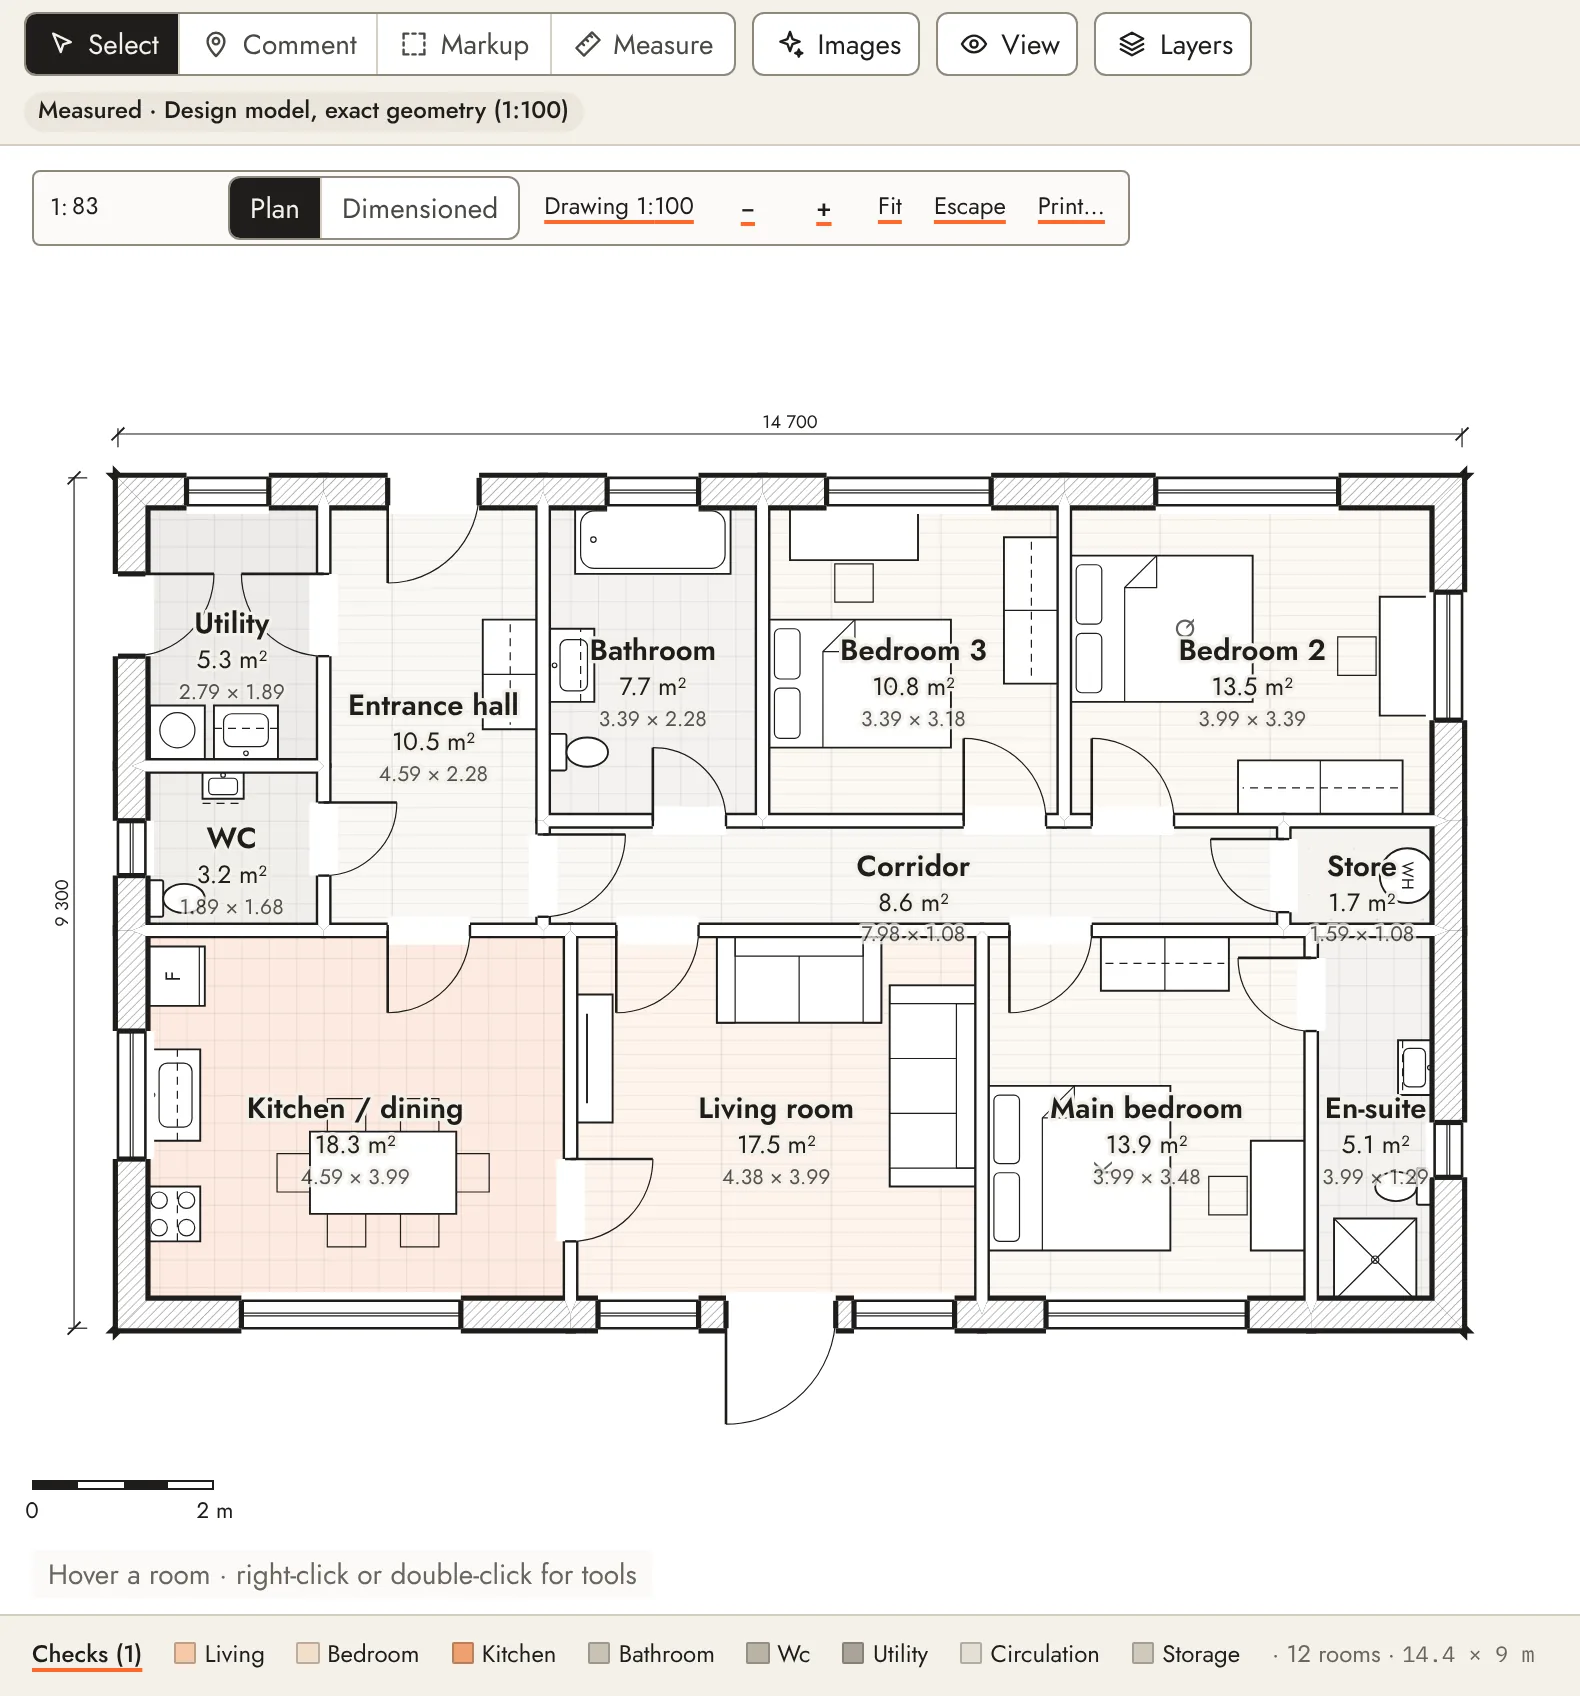 Select Comment Markup Measure Images View Layers
Measured · Design model, exact geometry (1:100)
1: 83 Plan Dimensioned Drawing 1:100 – + Fit Escape Print...
14 700
9 300
Utility
5.3 m²
2.79 × 1.89
Entrance hall
10.5 m²
4.59 × 2.28
Bathroom
7.7 m²
3.39 × 2.28
Bedroom 3
10.8 m²
3.39 × 3.18
Bedroom 2
13.5 m²
3.99 × 3.39
WC
3.2 m²
1.89 × 1.68
Corridor
8.6 m²
7.98 × 1.08
Store
1.7 m²
1.59 × 1.08
WH
F
Kitchen / dining
18.3 m²
4.59 × 3.99
Living room
17.5 m²
4.38 × 3.99
Main bedroom
13.9 m²
3.99 × 3.48
En-suite
5.1 m²
3.99 × 1.29
0 2 m
Hover a room · right-click or double-click for tools
Checks (1) Living Bedroom Kitchen Bathroom Wc Utility Circulation Storage · 12 rooms · 14.4 × 9 m